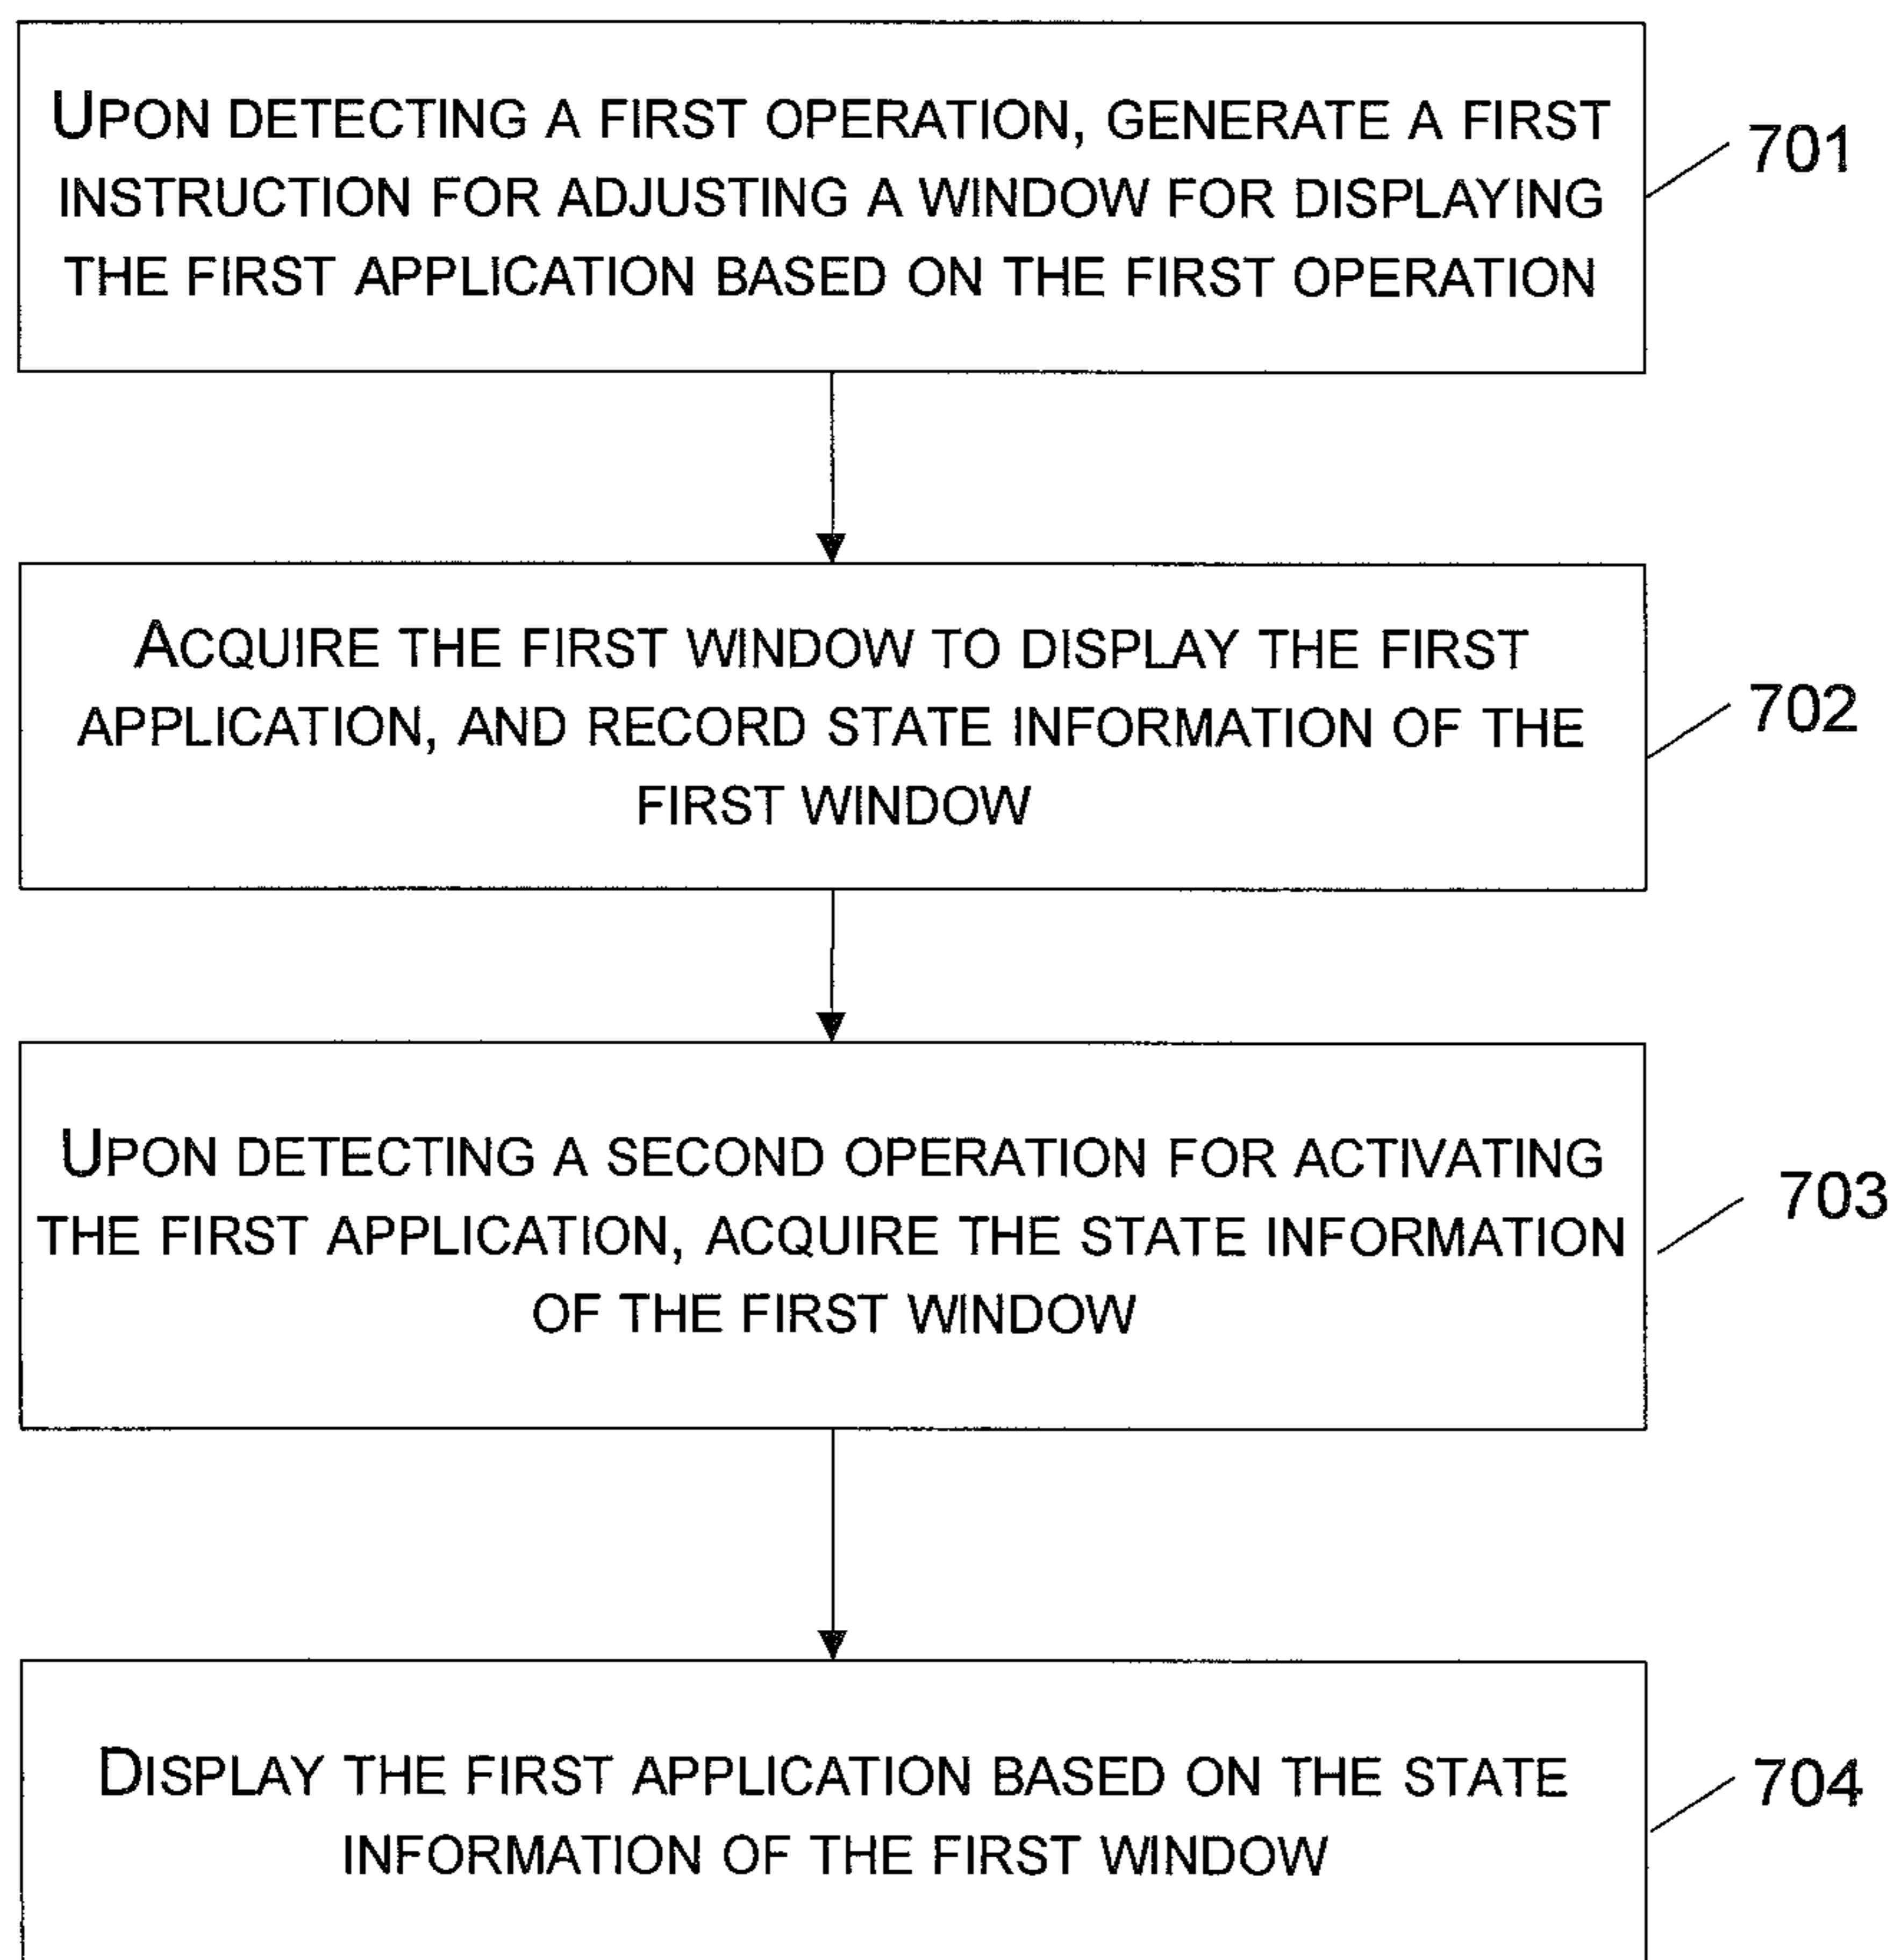 UPON DETECTING A FIRST OPERATION, GENERATE A FIRST
INSTRUCTION FOR ADJUSTING A WINDOW FOR DISPLAYING
THE FIRST APPLICATION BASED ON THE FIRST OPERATION
701
ACQUIRE THE FIRST WINDOW TO DISPLAY THE FIRST
APPLICATION, AND RECORD STATE INFORMATION OF THE
FIRST WINDOW
702
UPON DETECTING A SECOND OPERATION FOR ACTIVATING
THE FIRST APPLICATION, ACQUIRE THE STATE INFORMATION
OF THE FIRST WINDOW
703
DISPLAY THE FIRST APPLICATION BASED ON THE STATE
INFORMATION OF THE FIRST WINDOW
704